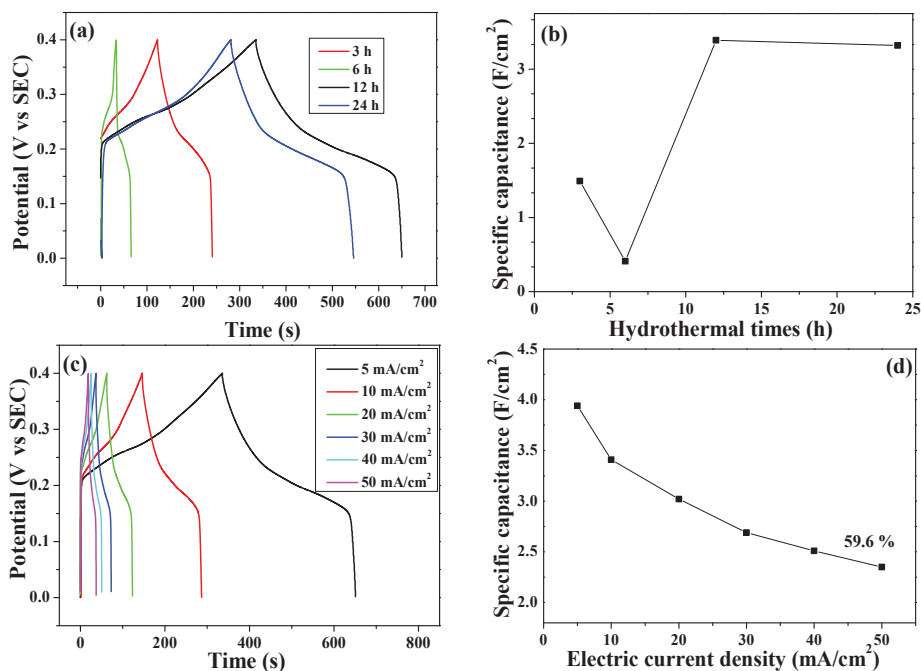 (a)
3 h
6 h
12 h
24 h
0.4
0.3
0.2
0.1
0.0
Potential (V vs SEC)
0 100 200 300 400 500 600 700
Time (s)
(b)
3
2
1
0
Specific capacitance (F/cm²)
0 5 10 15 20 25
Hydrothermal times (h)
(c)
5 mA/cm²
10 mA/cm²
20 mA/cm²
30 mA/cm²
40 mA/cm²
50 mA/cm²
0.4
0.3
0.2
0.1
0.0
Potential (V vs SEC)
0 200 400 600 800
Time (s)
(d)
59.6 %
4.5
4.0
3.5
3.0
2.5
2.0
Specific capacitance (F/cm²)
0 10 20 30 40 50
Electric current density (mA/cm²)